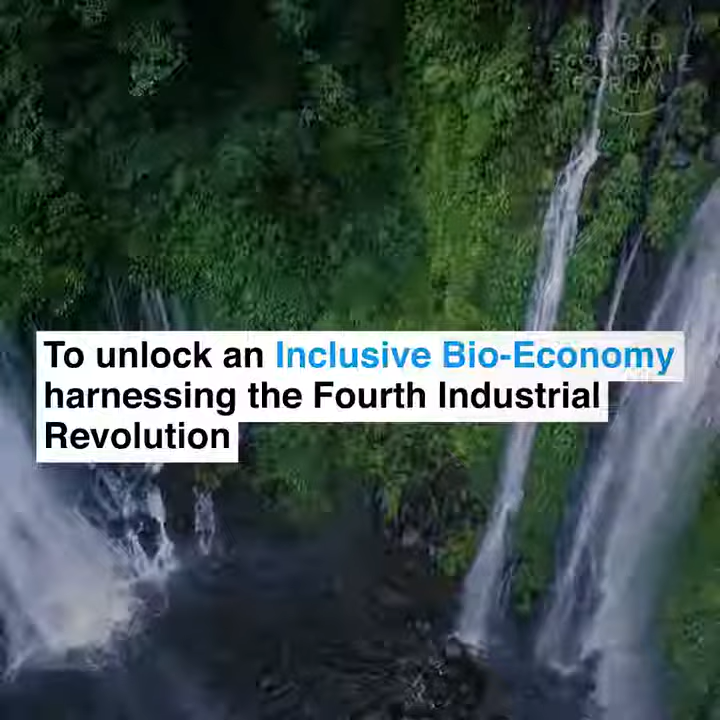 WORLD
ECONOMIC
FORUM
To unlock an Inclusive Bio-Economy
harnessing the Fourth Industrial
Revolution